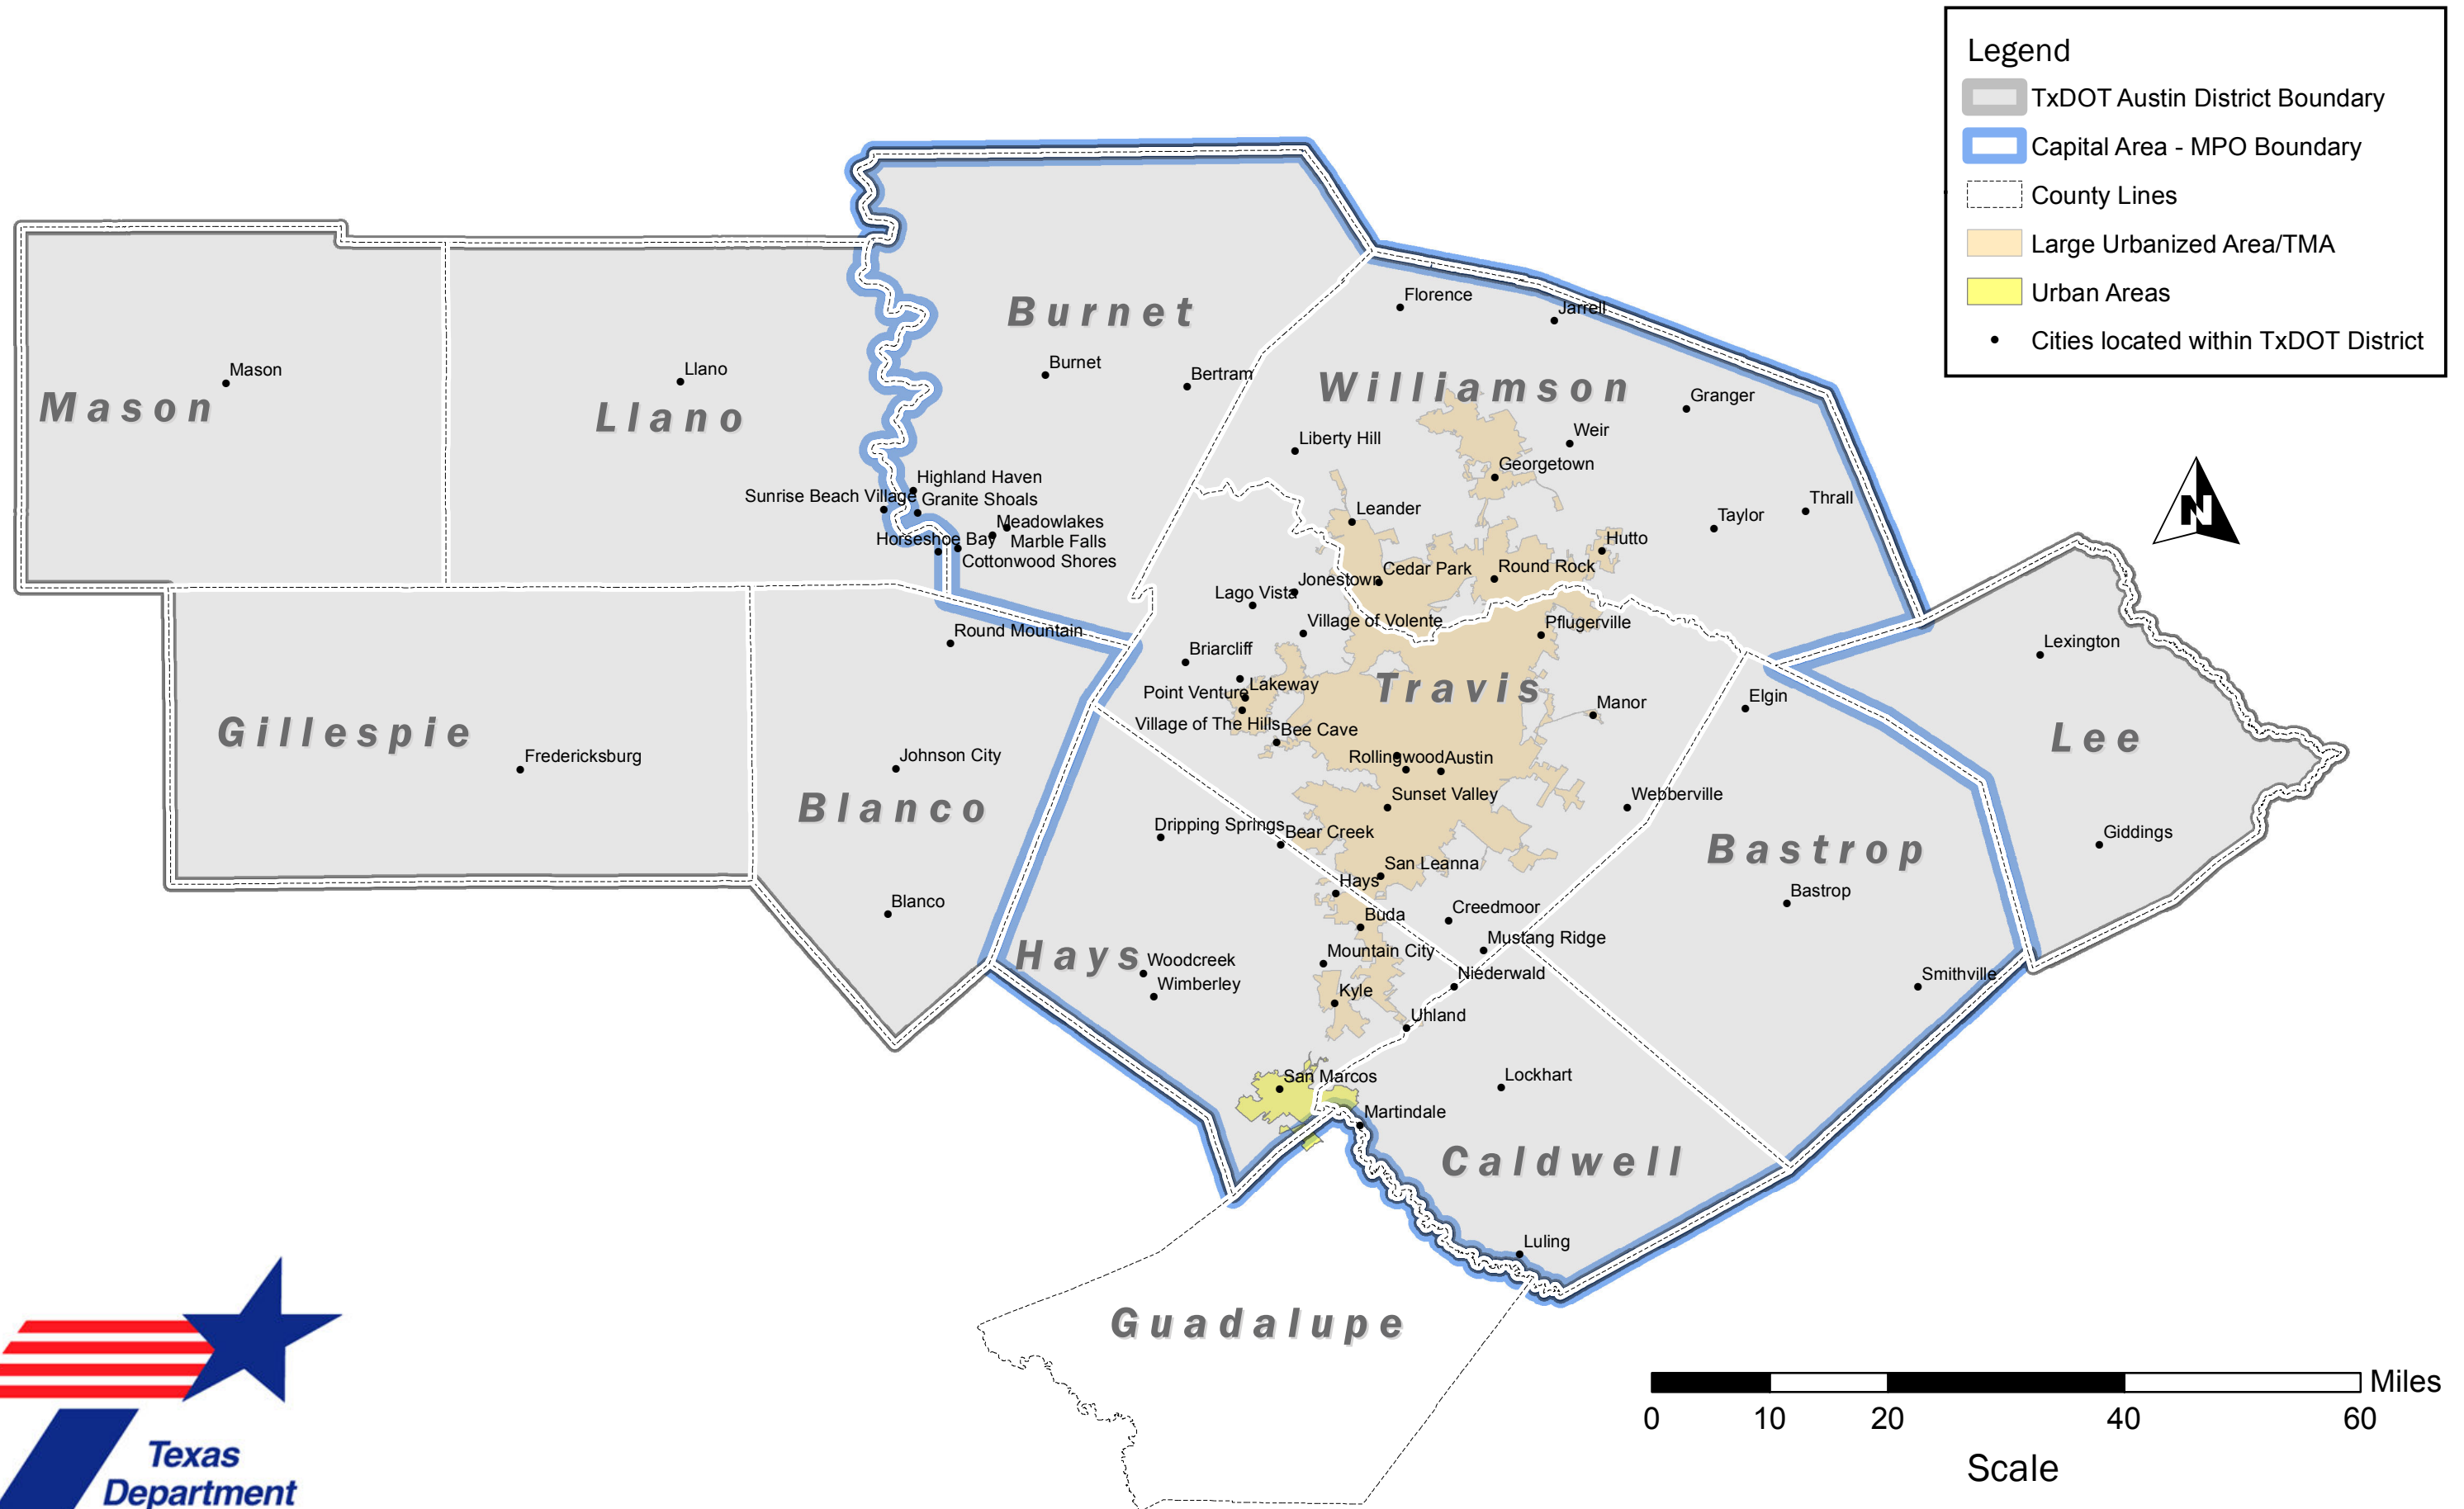 Legend
TxDOT Austin District Boundary
Capital Area - MPO Boundary
County Lines
Large Urbanized Area/TMA
Urban Areas
Cities located within TxDOT District
Burnet
Florence
Jarrell
Mason
Llano
Burnet
Bertram
Williamson
Granger
Mason
Llano
Liberty Hill
Weir
Georgetown
Highland Haven
Sunrise Beach Village
Granite Shoals
Leander
Thrall
Taylor
Meadowlakes
Horseshoe Bay
Marble Falls
Hutto
N
Cottonwood Shores
Jonestown
Cedar Park
Round Rock
Lago Vista
Village of Volente
Pflugerville
Round Mountain
Lexington
Briarcliff
Lakeway
Point Venture
Travis
Elgin
Manor
Village of The Hills
Bee Cave
Gillespie
Lee
Fredericksburg
Johnson City
Rollingwood
Austin
Sunset Valley
Webberville
Blanco
Dripping Springs
Bear Creek
Giddings
Bastrop
San Leanna
Hays
Bastrop
Blanco
Buda
Creedmoor
Mustang Ridge
Hays
Woodcreek
Mountain City
Niederwald
Smithville
Wimberley
Kyle
Uhland
San Marcos
Lockhart
Martindale
Caldwell
Luling
Guadalupe
Miles
0 10 20 40 60
Scale
Texas
Department